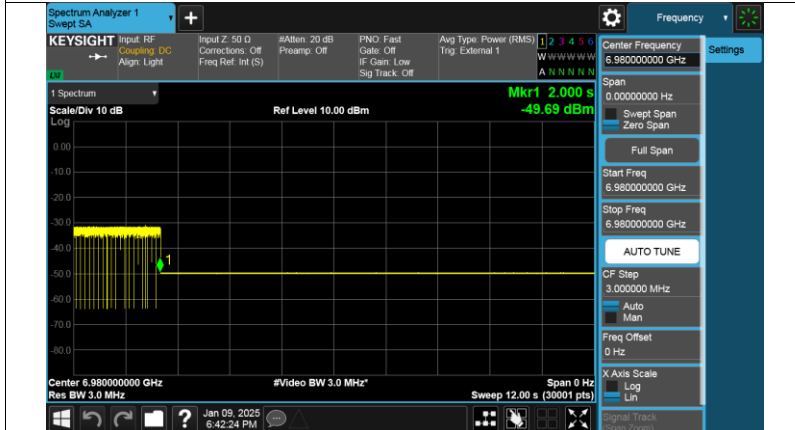 Spectrum Analyzer 1
Swept SA
Frequency
KEYSIGHT
Input: RF
Coupling: DC
Align: Light
Input Z: 50 Ω
Corrections: Off
Freq Ref: Int (S)
#Atten: 20 dB
Preamp: Off
PNO: Fast
Gate: Off
IF Gain: Low
Sig Track: Off
Avg Type: Power (RMS)
Trig: External 1
1 2 3 4 5 6
W W W W W W
A N N N N N
LXI
1 Spectrum
Mkr1 2.000 s
-49.69 dBm
Scale/Div 10 dB
Ref Level 10.00 dBm
Log
0.00
-10.0
-20.0
-30.0
-40.0
-50.0
-60.0
-70.0
-80.0
1
Center 6.980000000 GHz
#Video BW 3.0 MHz*
Span 0 Hz
Res BW 3.0 MHz
Sweep 12.00 s (30001 pts)
Center Frequency
6.980000000 GHz
Settings
Span
0.00000000 Hz
Swept Span
Zero Span
Full Span
Start Freq
6.980000000 GHz
Stop Freq
6.980000000 GHz
AUTO TUNE
CF Step
3.000000 MHz
Auto
Man
Freq Offset
0 Hz
X Axis Scale
Log
Lin
Signal Track
(Span Zoom)
?
Jan 09, 2025
6:42:24 PM